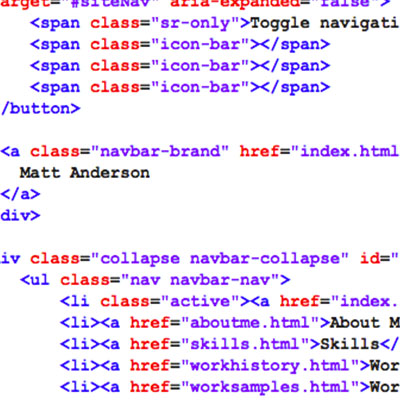 arget="#siteNav" aria-expanded="false">
<span class="sr-only">Toggle navigati
<span class="icon-bar"></span>
<span class="icon-bar"></span>
<span class="icon-bar"></span>
/button>
<a class="navbar-brand" href="index.html
Matt Anderson
</a>
div>
iv class="collapse navbar-collapse" id="
<ul class="nav navbar-nav">
<li class="active"><a href="index.
<li><a href="aboutme.html">About M
<li><a href="skills.html">Skills</
<li><a href="workhistory.html">Wor
<li><a href="worksamples.html">Wor